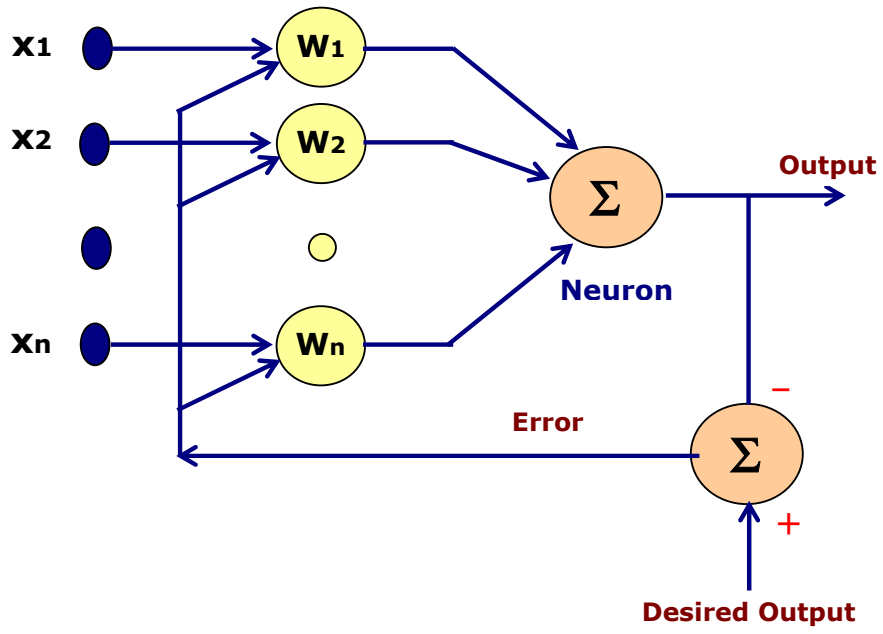 X1
W1
X2
W2
Output
Σ
Neuron
Xn
Wn
−
Error
Σ
+
Desired Output